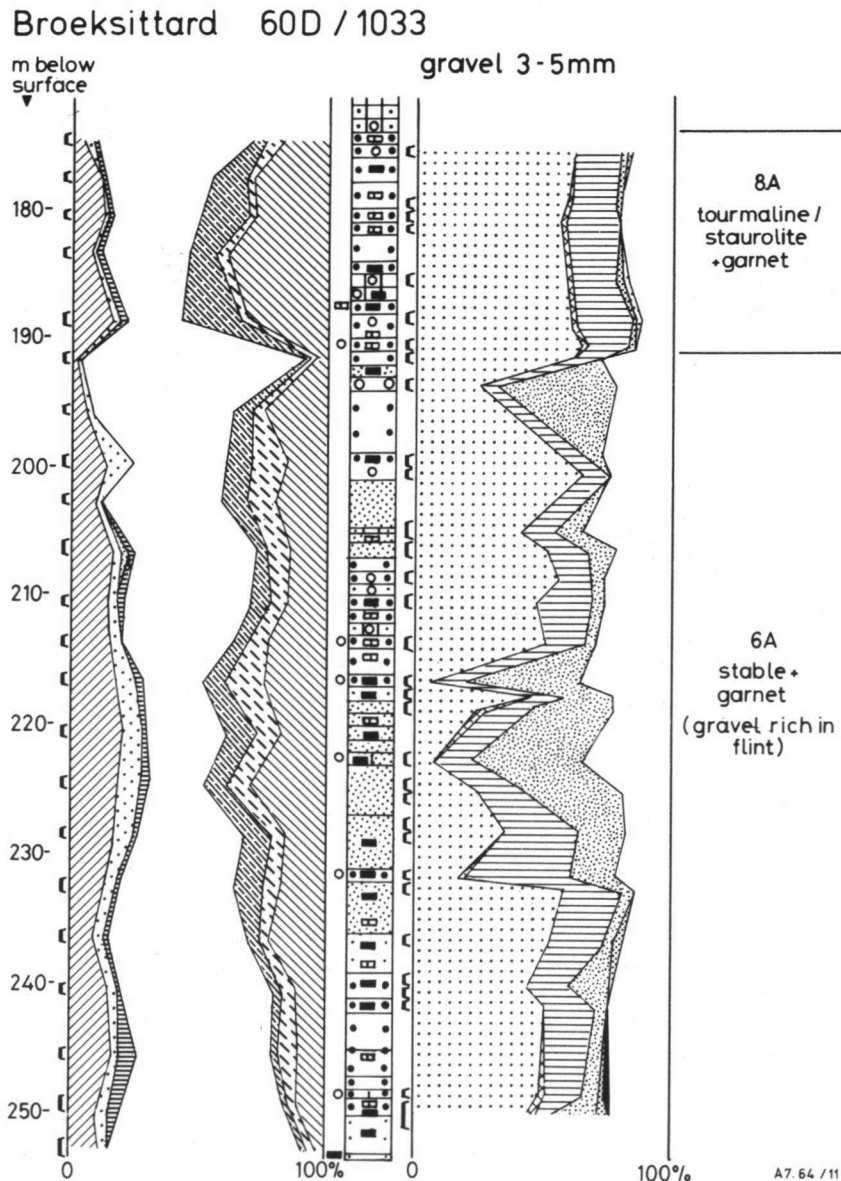 Broeksittard 60D / 1033
m below
surface
gravel 3-5mm
180-
190-
200-
210-
220-
230-
240-
250-
0
100%
0
100%
8A
tourmaline /
staurolite
+garnet
6A
stable+
garnet
(gravel rich in
flint)
A7. 64 / 11